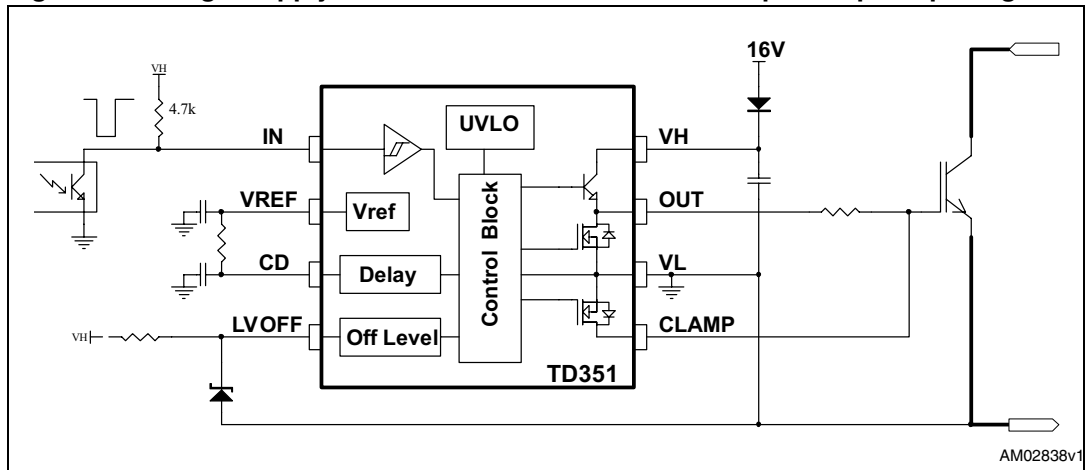 16V
VH
4.7k
UVLO
IN
VH
VREF
Vref
OUT
Control Block
CD
Delay
VL
LVOFF
Off Level
CLAMP
VH
TD351
AM02838v1